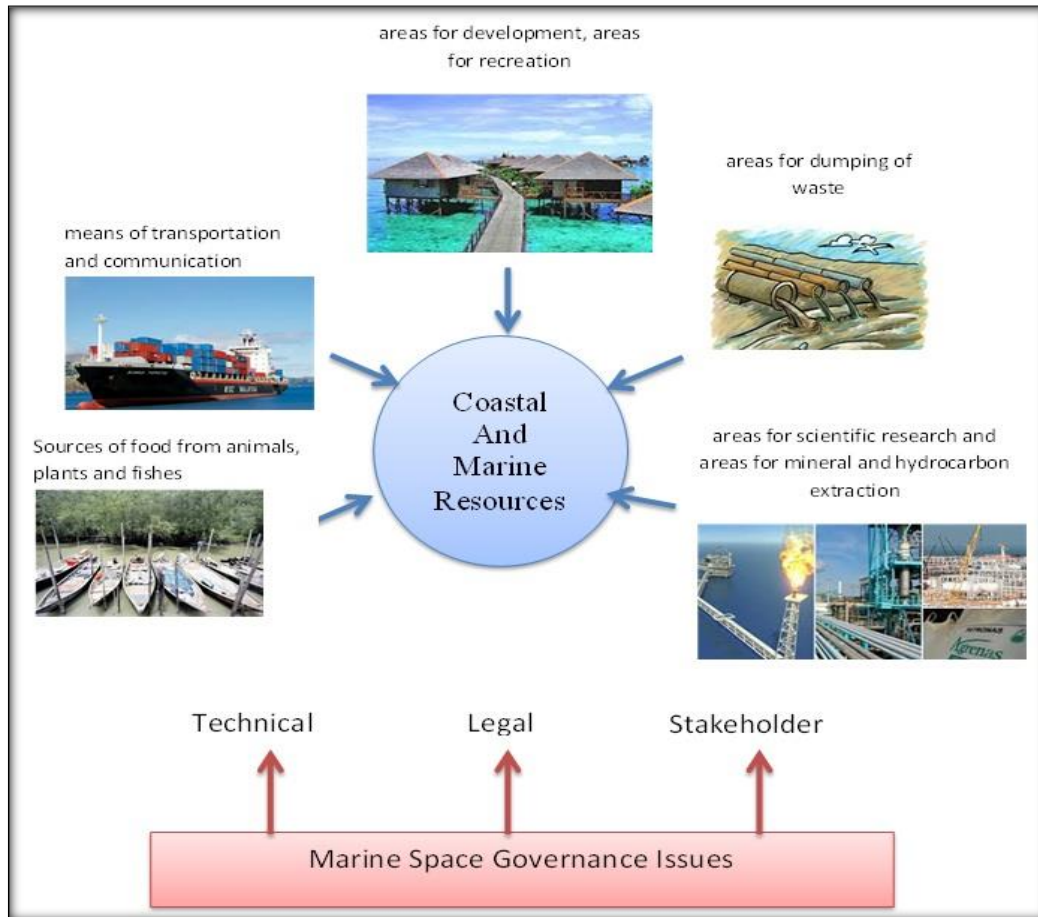 areas for development, areas
for recreation
areas for dumping of
waste
means of transportation
and communication
Coastal
And
Marine
Resources
Sources of food from animals,
plants and fishes
areas for scientific research and
areas for mineral and hydrocarbon
extraction
PETRONAS
Agrenas
Technical
Legal
Stakeholder
Marine Space Governance Issues